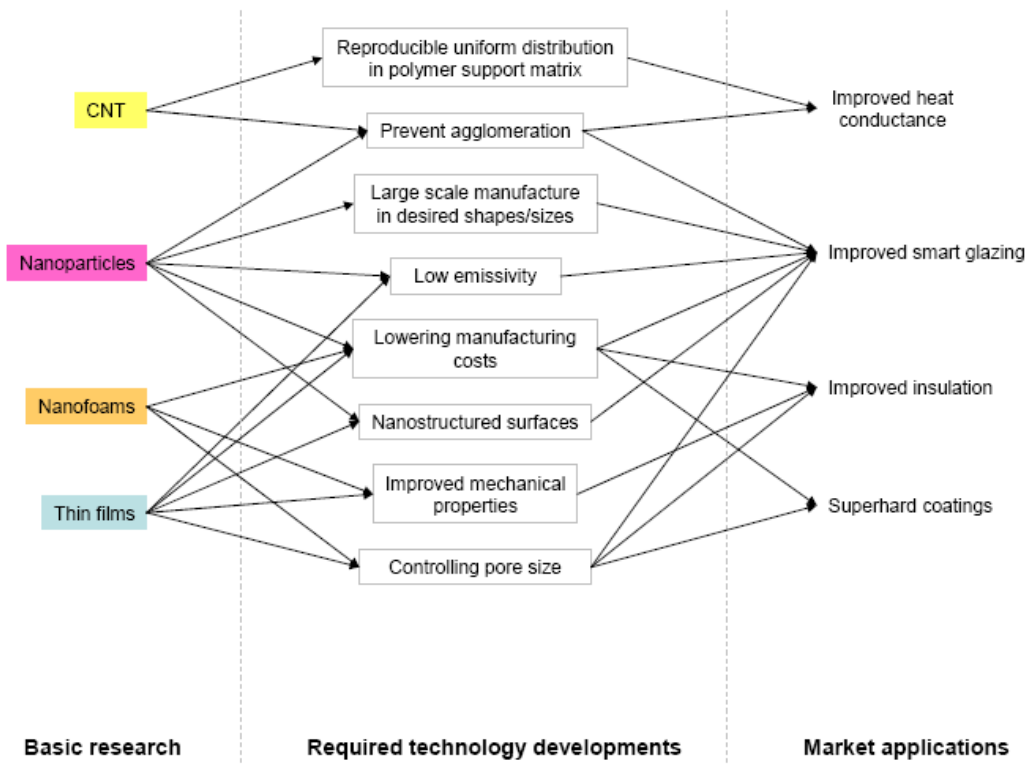 CNT
Nanoparticles
Nanofoams
Thin films
Reproducible uniform distribution
in polymer support matrix
Prevent agglomeration
Large scale manufacture
in desired shapes/sizes
Low emissivity
Lowering manufacturing
costs
Nanostructured surfaces
Improved mechanical
properties
Controlling pore size
Improved heat
conductance
Improved smart glazing
Improved insulation
Superhard coatings
Basic research
Required technology developments
Market applications